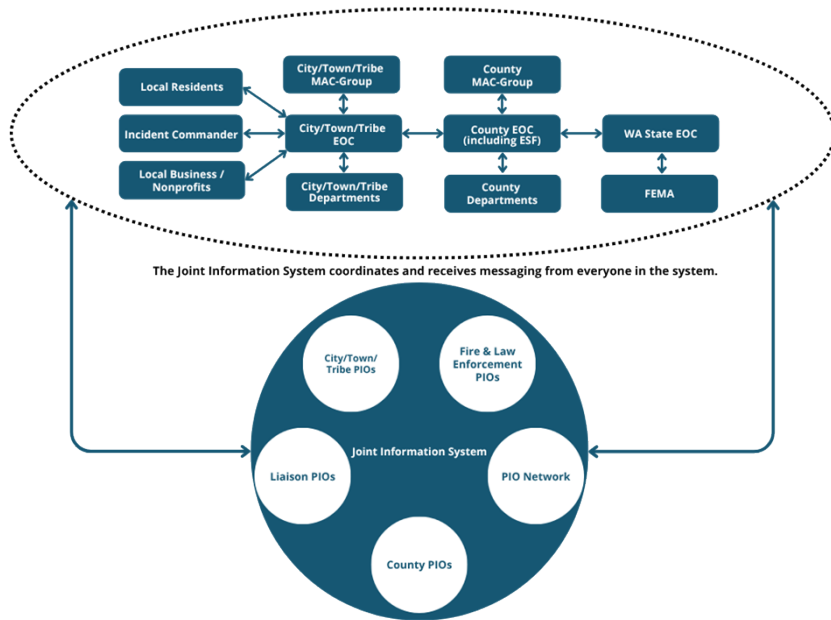 City/Town/Tribe
MAC-Group
County
MAC-Group
Local Residents
Incident Commander
City/Town/Tribe
EOC
County EOC
(including ESF)
WA State EOC
Local Business /
Nonprofits
City/Town/Tribe
Departments
County
Departments
FEMA
The Joint Information System coordinates and receives messaging from everyone in the system.
City/Town/
Tribe PIOs
Fire & Law
Enforcement
PIOs
Joint Information System
Liaison PIOs
PIO Network
County PIOs